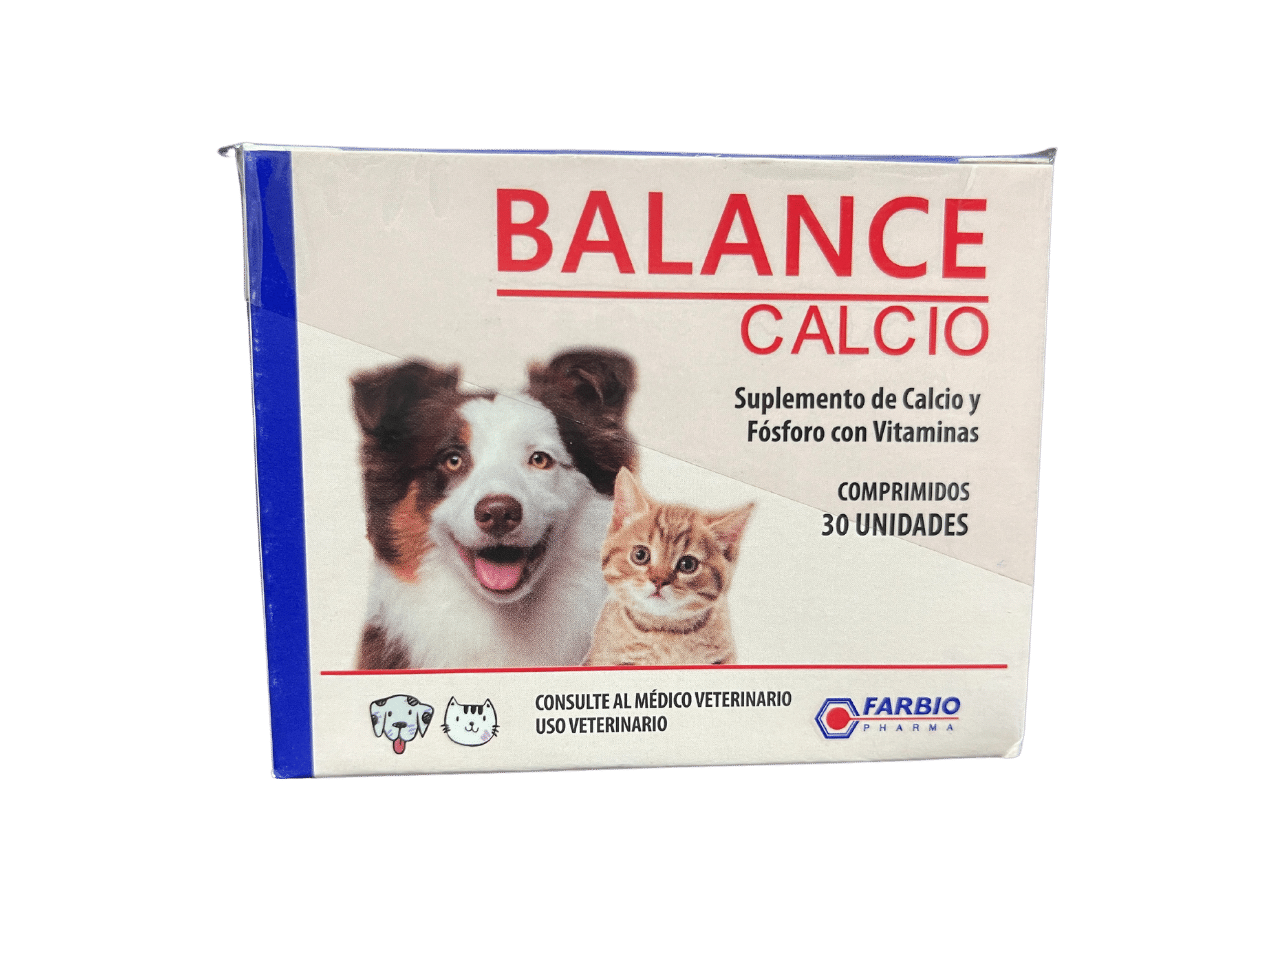 BALANCE
CALCIO
Suplemento de Calcio y
Fósforo con Vitaminas
COMPRIMIDOS
30 UNIDADES
CONSULTE AL MÉDICO VETERINARIO
USO VETERINARIO
FARBIO
PHARMA